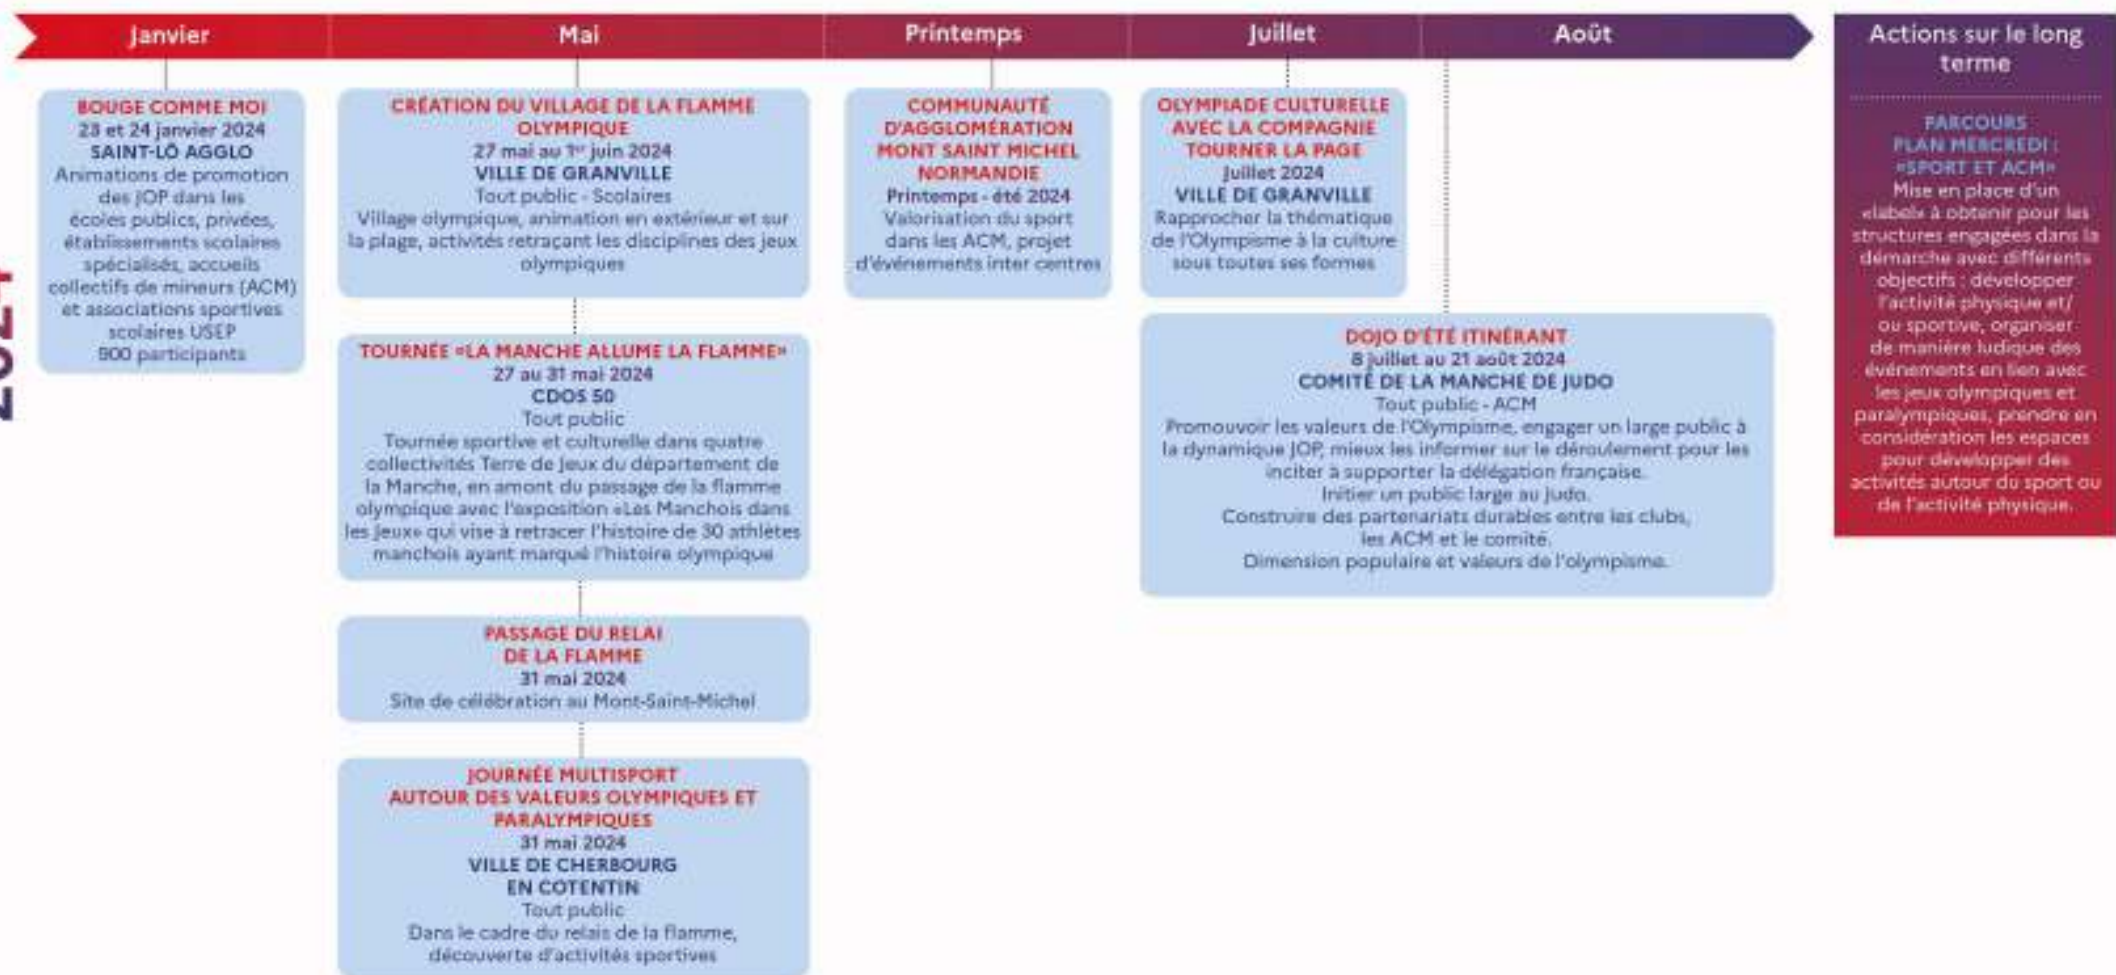 Janvier
Mai
Printemps
Juillet
Août
Actions sur le long
terme
BOUGE COMME MOI
23 et 24 janvier 2024
SAINT-LÔ AGGLO
Animations de promotion
des JOP dans les
écoles publics, privées,
établissements scolaires
spécialisés, accueils
collectifs de mineurs (ACM)
et associations sportives
scolaires USEP
900 participants
CRÉATION DU VILLAGE DE LA FLAMME
OLYMPIQUE
27 mai au 1er juin 2024
VILLE DE GRANVILLE
Tout public - Scolaires
Village olympique, animation en extérieur et sur
la plage, activités retraçant les disciplines des jeux
olympiques
TOURNÉE «LA MANCHE ALLUME LA FLAMME»
27 au 31 mai 2024
CDOS 50
Tout public
Tournée sportive et culturelle dans quatre
collectivités Terre de Jeux du département de
la Manche, en amont du passage de la flamme
olympique avec l'exposition «Les Manchois dans
les Jeux» qui vise à retracer l'histoire de 30 athlètes
manchois ayant marqué l'histoire olympique
PASSAGE DU RELAI
DE LA FLAMME
31 mai 2024
Site de célébration au Mont-Saint-Michel
JOURNÉE MULTISPORT
AUTOUR DES VALEURS OLYMPIQUES ET
PARALYMPIQUES
31 mai 2024
VILLE DE CHERBOURG
EN COTENTIN
Tout public
Dans le cadre du relais de la flamme,
découverte d'activités sportives
COMMUNAUTÉ
D'AGGLOMÉRATION
MONT SAINT MICHEL
NORMANDIE
Printemps - été 2024
Valorisation du sport
dans les ACM, projet
d'événements inter centres
OLYMPIADE CULTURELLE
AVEC LA COMPAGNIE
TOURNER LA PAGE
Juillet 2024
VILLE DE GRANVILLE
Rapprocher la thématique
de l'Olympisme à la culture
sous toutes ses formes
DOJO D'ÉTÉ ITINÉRANT
8 juillet au 21 août 2024
COMITÉ DE LA MANCHE DE JUDO
Tout public - ACM
Promouvoir les valeurs de l'Olympisme, engager un large public à
la dynamique JOP, mieux les informer sur le déroulement pour les
inciter à supporter la délégation française.
Initier un public large au judo.
Construire des partenariats durables entre les clubs,
les ACM et le comité.
Dimension populaire et valeurs de l'olympisme.
PARCOURS
PLAN MERCREDI :
«SPORT ET ACM»
Mise en place d'un
«label» à obtenir pour les
structures engagées dans la
démarche avec différents
objectifs : développer
l'activité physique et/
ou sportive, organiser
de manière ludique des
événements en lien avec
les jeux olympiques et
paralympiques, prendre en
considération les espaces
pour développer des
activités autour du sport ou
de l'activité physique.